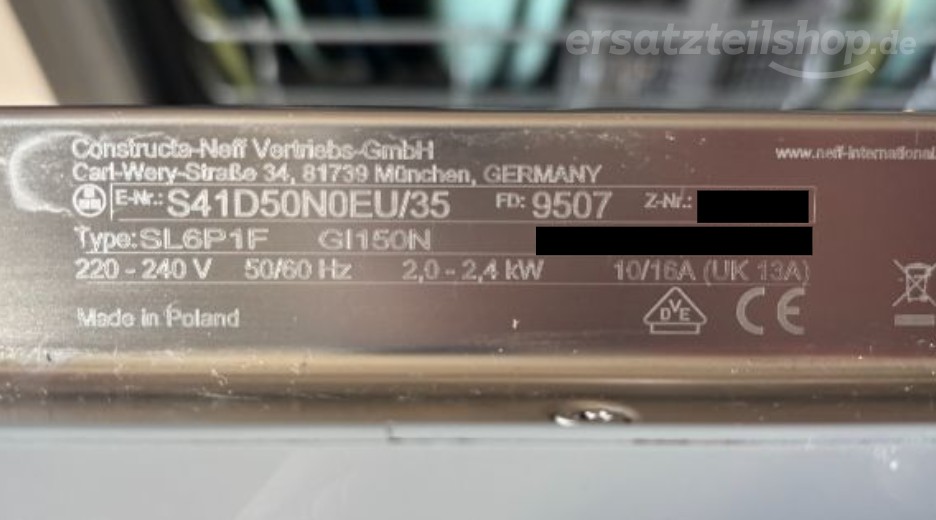 ersatzteilshop.de
Constructa-Neff Vertriebs-GmbH
Carl-Wery-Straße 34, 81739 München, GERMANY
www.neff-international.
E-Nr.: S41D50N0EU/35 FD: 9507 Z-Nr.:
Type: SL6P1F GI150N
220 - 240 V 50/60 Hz 2,0 - 2,4 kW 10/16A (UK 13A)
Made in Poland
DVE CE